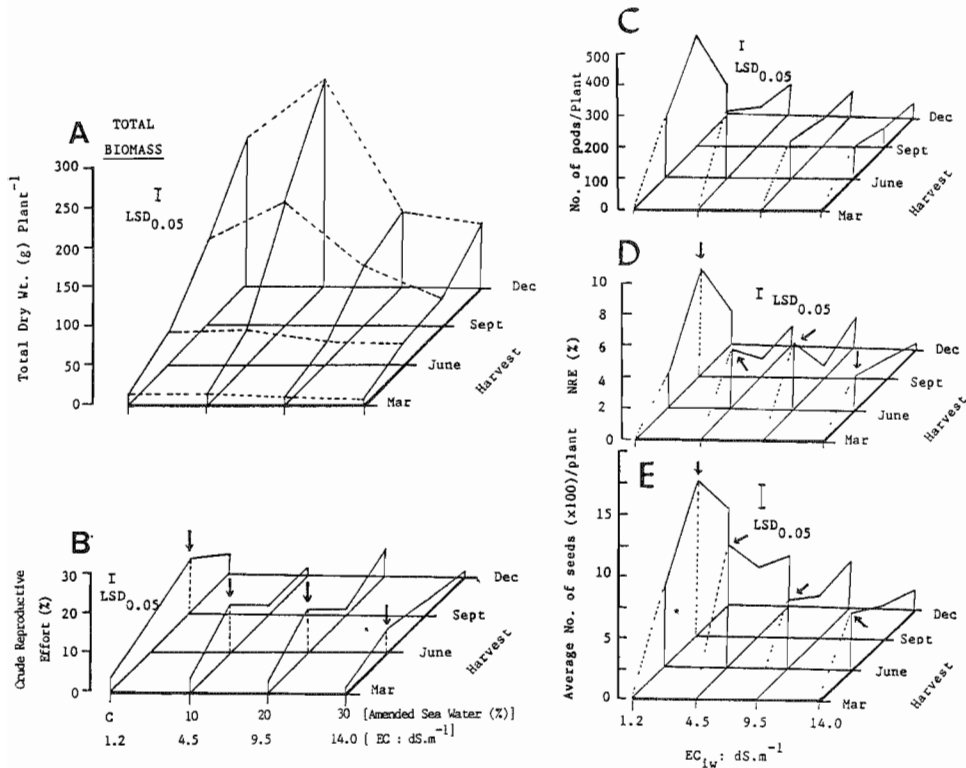 A
TOTAL
BIOMASS
I
LSD0.05
Total Dry Wt. (g) Plant-1
300
250
200
150
100
50
0
Dec
Sept
June
Mar
Harvest
B
I
LSD0.05
Crude Reproductive
Effort (%)
30
20
10
0
Dec
Sept
June
Mar
Harvest
C 10 20 30 [Amended Sea Water (%)]
1.2 4.5 9.5 14.0 [ EC : dS.m-1]
C
I
LSD0.05
No. of pods/Plant
500
400
300
200
100
0
Dec
Sept
June
Mar
Harvest
D
I LSD0.05
NRE (%)
10
8
6
4
2
0
Dec
Sept
June
Mar
Harvest
E
LSD0.05
Average No. of seeds (x100)/plant
15
10
5
0
Dec
Sept
June
Mar
Harvest
1.2 4.5 9.5 14.0
ECiw: dS.m-1